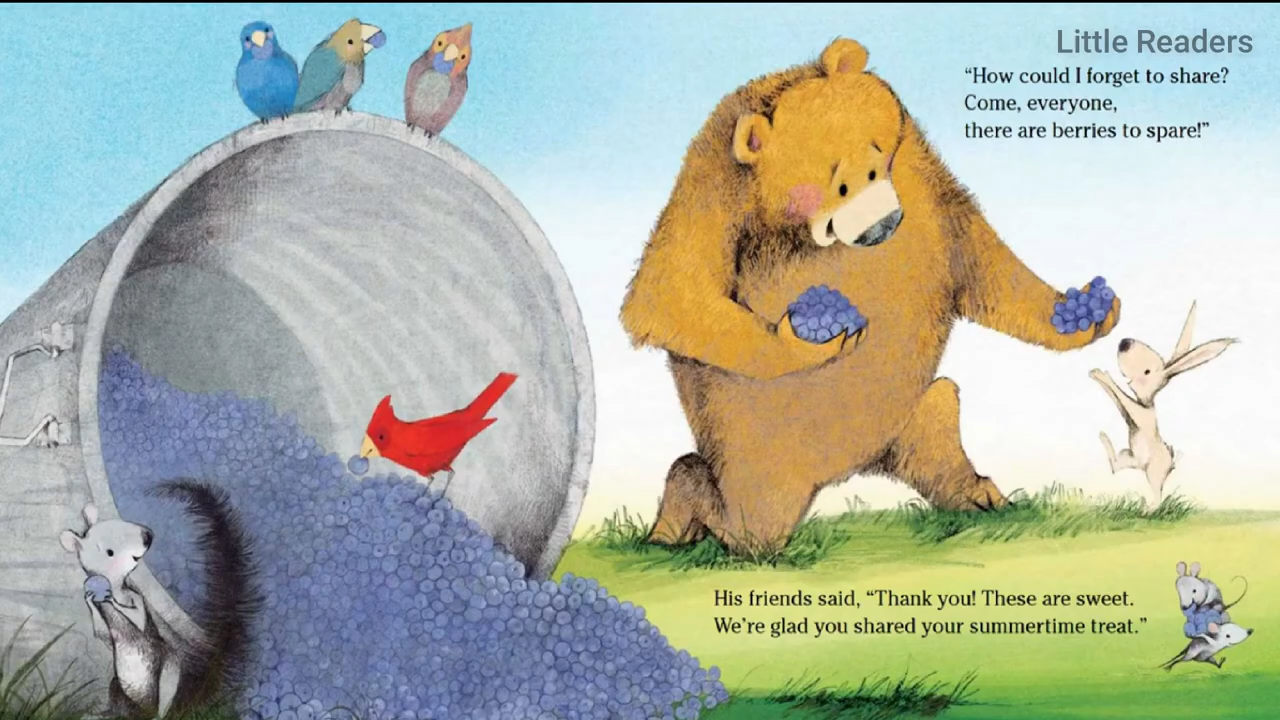 Little Readers
“How could I forget to share?
Come, everyone,
there are berries to spare!”
His friends said, “Thank you! These are sweet.
We’re glad you shared your summertime treat.”